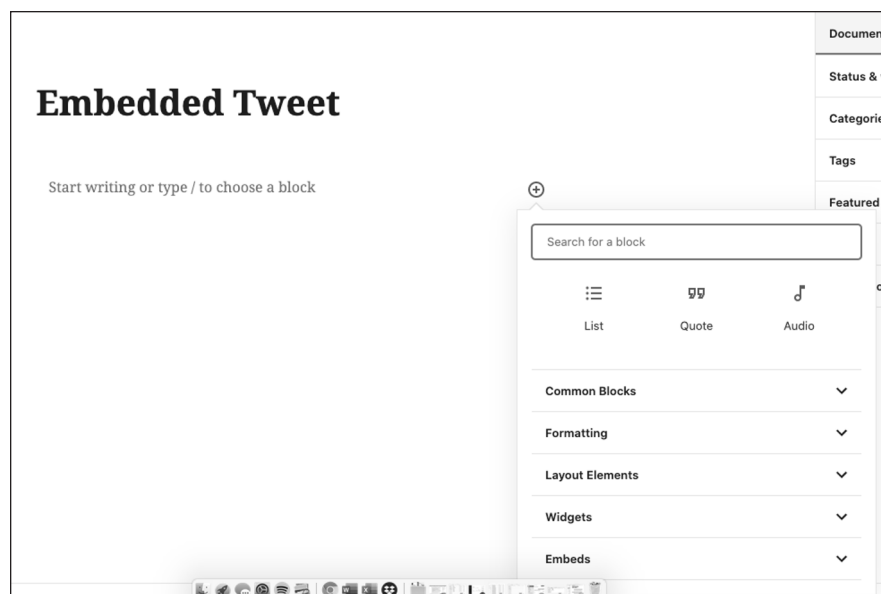 Embedded Tweet
Start writing or type / to choose a block
Search for a block
List
Quote
Audio
Common Blocks
Formatting
Layout Elements
Widgets
Embeds
Documen
Status &
Categorie
Tags
Featured